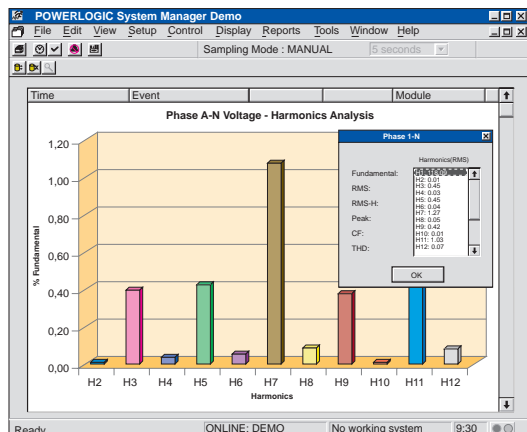 POWERLOGIC System Manager Demo
File Edit View Setup Control Display Reports Tools Window Help
Sampling Mode : MANUAL 5 seconds
Time Event Module
Phase A-N Voltage - Harmonics Analysis
Phase 1-N
Harmonics(RMS)
Fundamental:
RMS:
RMS-H:
Peak:
CF:
THD:
H2: 0.01
H3: 0.45
H4: 0.03
H5: 0.45
H6: 0.04
H7: 1.27
H8: 0.05
H9: 0.42
H10: 0.01
H11: 1.03
H12: 0.07
OK
% Fundamental
1,20
1,00
0,80
0,60
0,40
0,20
0,00
H2 H3 H4 H5 H6 H7 H8 H9 H10 H11 H12
Harmonics
Ready ONLINE: DEMO No working system 9:30